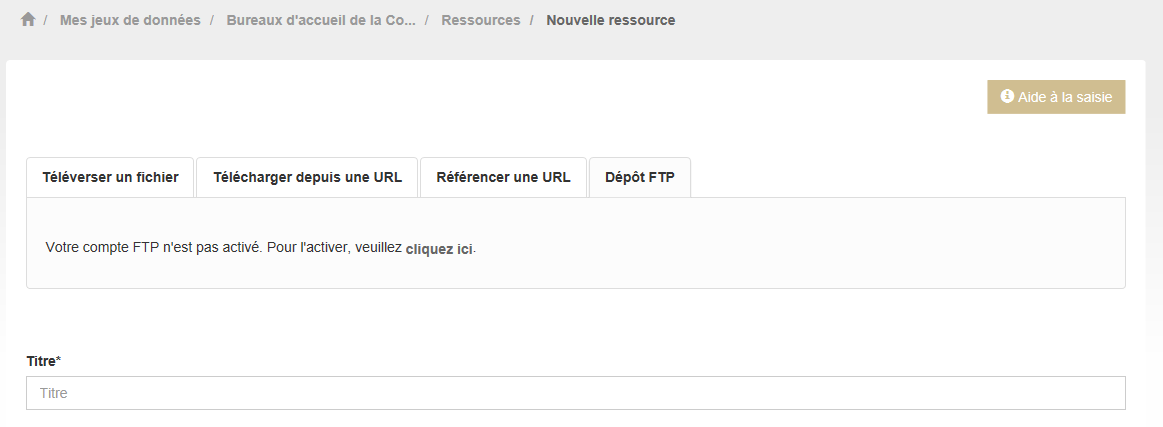 / Mes jeux de données / Bureaux d'accueil de la Co... / Ressources / Nouvelle ressource
Aide à la saisie
Téléverser un fichier Télécharger depuis une URL Référencer une URL Dépôt FTP
Votre compte FTP n'est pas activé. Pour l'activer, veuillez cliquez ici.
Titre*
Titre